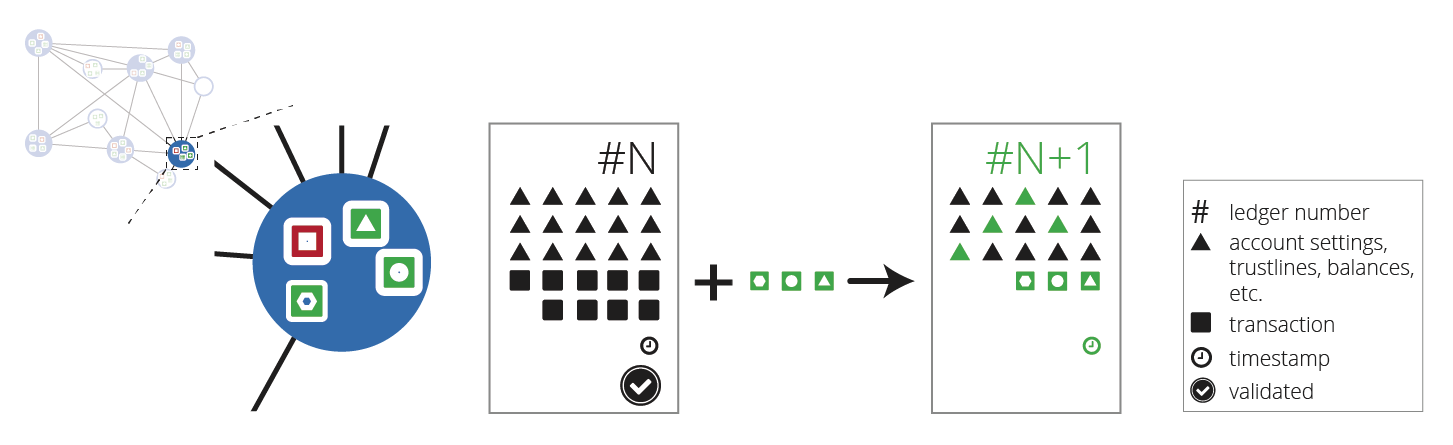 #N
#N+1
# ledger number
account settings,
trustlines, balances,
etc.
transaction
timestamp
validated